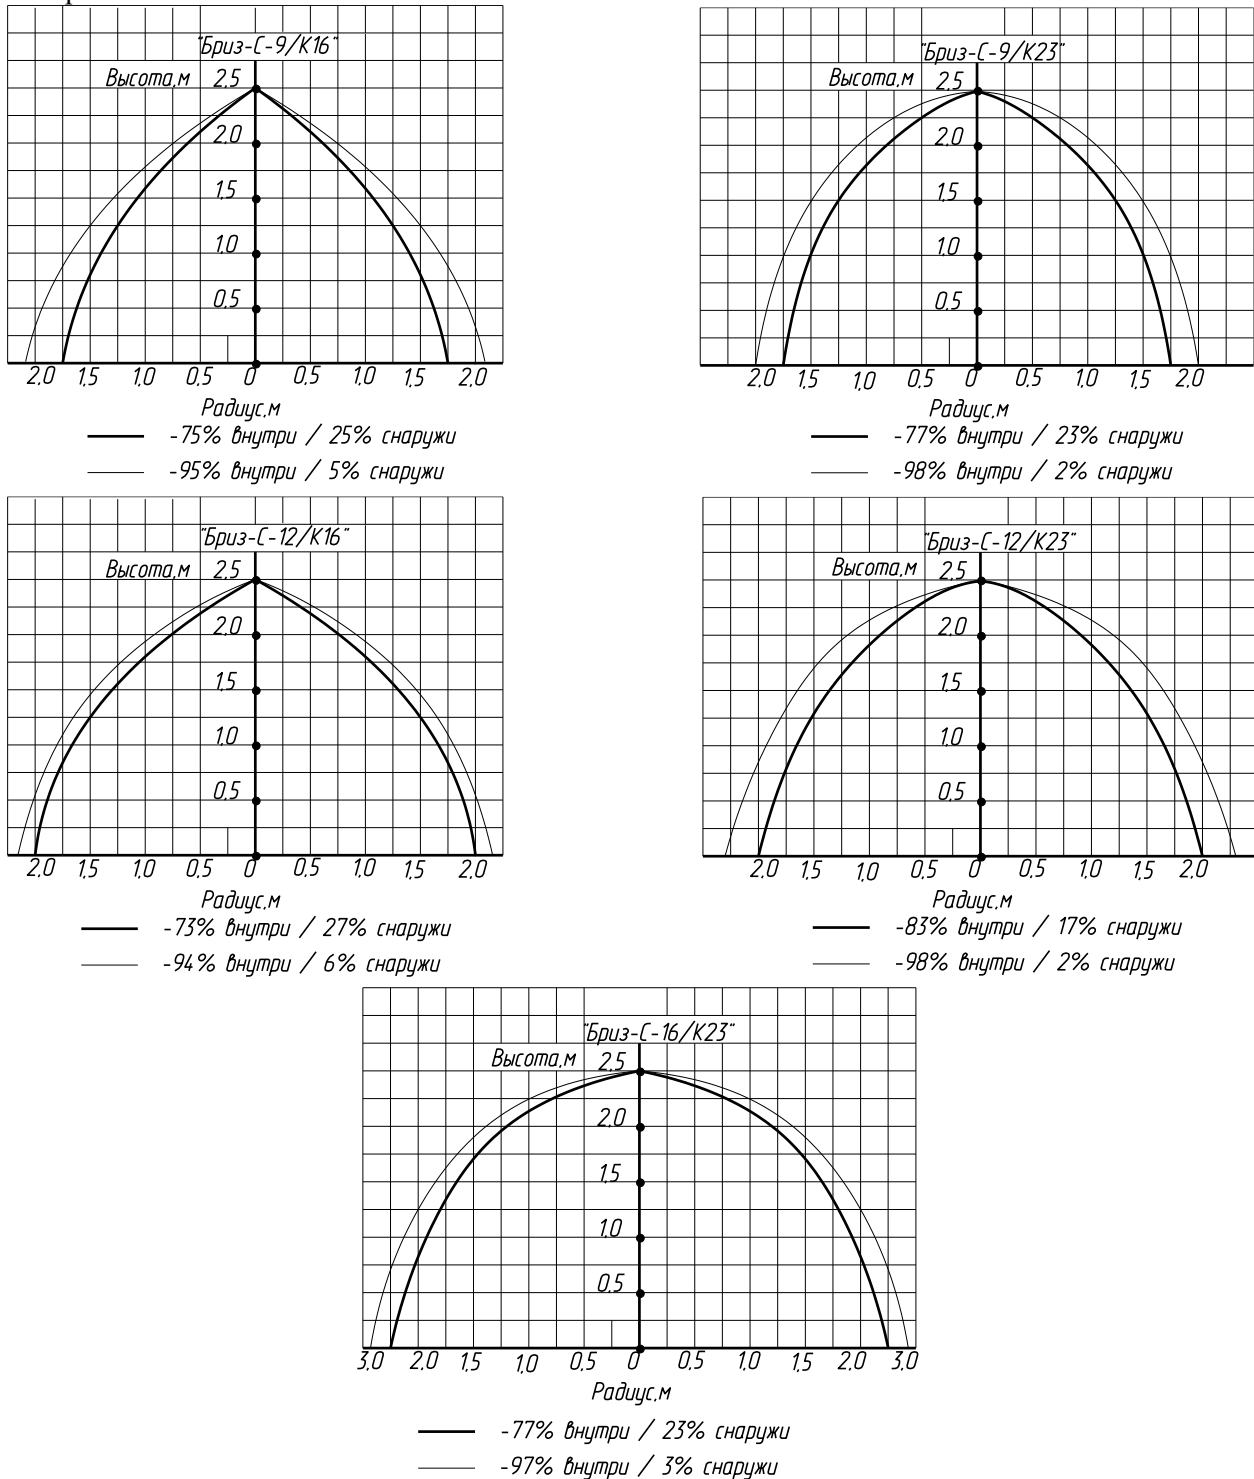 "Бриз-С-9/К16"
Высота,м
2,5
2,0
1,5
1,0
0,5
2,0 1,5 1,0 0,5 0 0,5 1,0 1,5 2,0
Радиус,м
-75% внутри / 25% снаружи
-95% внутри / 5% снаружи
"Бриз-С-9/К23"
Высота,м
2,5
2,0
1,5
1,0
0,5
2,0 1,5 1,0 0,5 0 0,5 1,0 1,5 2,0
Радиус,м
-77% внутри / 23% снаружи
-98% внутри / 2% снаружи
"Бриз-С-12/К16"
Высота,м
2,5
2,0
1,5
1,0
0,5
2,0 1,5 1,0 0,5 0 0,5 1,0 1,5 2,0
Радиус,м
-73% внутри / 27% снаружи
-94% внутри / 6% снаружи
"Бриз-С-12/К23"
Высота,м
2,5
2,0
1,5
1,0
0,5
2,0 1,5 1,0 0,5 0 0,5 1,0 1,5 2,0
Радиус,м
-83% внутри / 17% снаружи
-98% внутри / 2% снаружи
"Бриз-С-16/К23"
Высота,м
2,5
2,0
1,5
1,0
0,5
3,0 2,0 1,5 1,0 0,5 0 0,5 1,0 1,5 2,0 3,0
Радиус,м
-77% внутри / 23% снаружи
-97% внутри / 3% снаружи